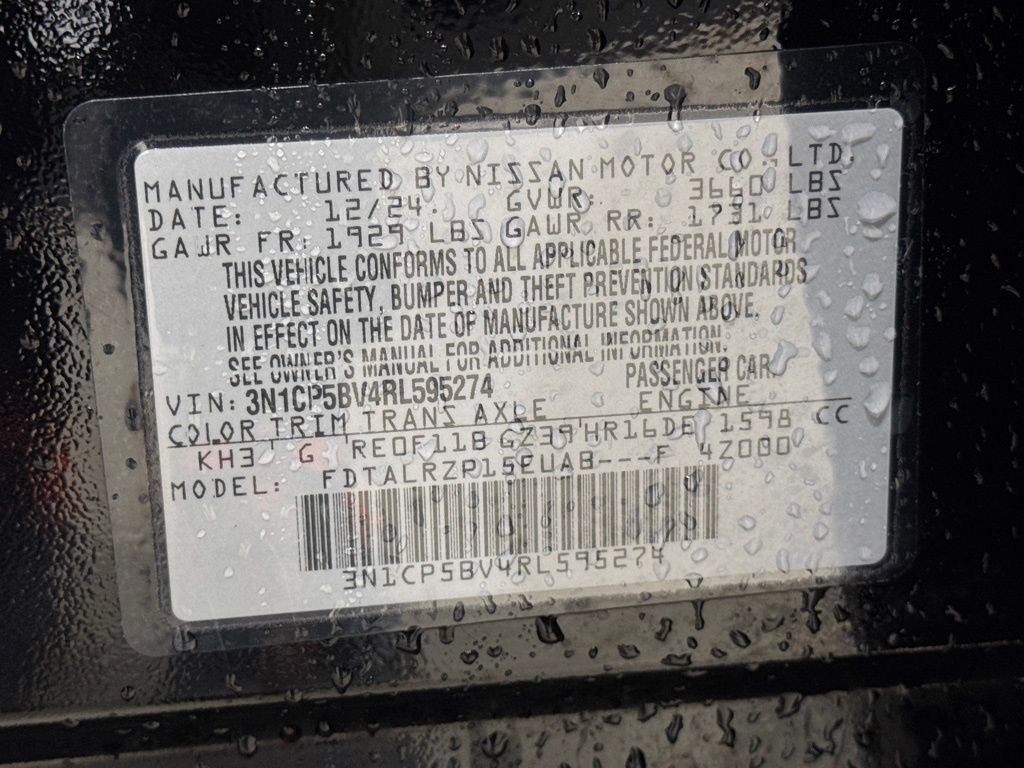 MANUFACTURED BY NISSAN MOTOR CO.,LTD.
DATE: 12/24. GVWR: 3660 LBS
GAWR FR: 1929 LBS GAWR RR: 1731 LBS
THIS VEHICLE CONFORMS TO ALL APPLICABLE FEDERAL MOTOR
VEHICLE SAFETY, BUMPER AND THEFT PREVENTION STANDARDS
IN EFFECT ON THE DATE OF MANUFACTURE SHOWN ABOVE.
SEE OWNER'S MANUAL FOR ADDITIONAL INFORMATION.
VIN: 3N1CP5BV4RL595274 PASSENGER CAR
COLOR TRIM TRANS AXLE ENGINE
KH3 G RE0F11B GZ39 HR16DE 1598 CC
MODEL: FDTALRZP15EUAB---F 42000
3N1CP5BV4RL595274